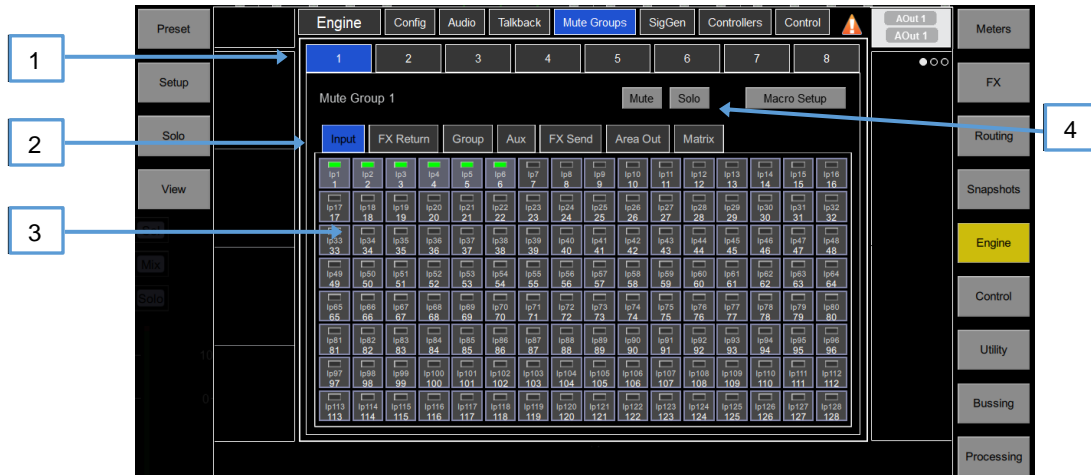 Engine Config Audio Talkback Mute Groups SigGen Controllers Control
AOut 1
AOut 1
Preset
Setup
Solo
View
1
2
3
4
1 2 3 4 5 6 7 8
Mute Group 1 Mute Solo Macro Setup
Input FX Return Group Aux FX Send Area Out Matrix
Ip1 Ip2 Ip3 Ip4 Ip5 Ip6 Ip7 Ip8 Ip9 Ip10 Ip11 Ip12 Ip13 Ip14 Ip15 Ip16
1 2 3 4 5 6 7 8 9 10 11 12 13 14 15 16
Ip17 Ip18 Ip19 Ip20 Ip21 Ip22 Ip23 Ip24 Ip25 Ip26 Ip27 Ip28 Ip29 Ip30 Ip31 Ip32
17 18 19 20 21 22 23 24 25 26 27 28 29 30 31 32
Ip33 Ip34 Ip35 Ip36 Ip37 Ip38 Ip39 Ip40 Ip41 Ip42 Ip43 Ip44 Ip45 Ip46 Ip47 Ip48
33 34 35 36 37 38 39 40 41 42 43 44 45 46 47 48
Ip49 Ip50 Ip51 Ip52 Ip53 Ip54 Ip55 Ip56 Ip57 Ip58 Ip59 Ip60 Ip61 Ip62 Ip63 Ip64
49 50 51 52 53 54 55 56 57 58 59 60 61 62 63 64
Ip65 Ip66 Ip67 Ip68 Ip69 Ip70 Ip71 Ip72 Ip73 Ip74 Ip75 Ip76 Ip77 Ip78 Ip79 Ip80
65 66 67 68 69 70 71 72 73 74 75 76 77 78 79 80
Ip81 Ip82 Ip83 Ip84 Ip85 Ip86 Ip87 Ip88 Ip89 Ip90 Ip91 Ip92 Ip93 Ip94 Ip95 Ip96
81 82 83 84 85 86 87 88 89 90 91 92 93 94 95 96
Ip97 Ip98 Ip99 Ip100 Ip101 Ip102 Ip103 Ip104 Ip105 Ip106 Ip107 Ip108 Ip109 Ip110 Ip111 Ip112
97 98 99 100 101 102 103 104 105 106 107 108 109 110 111 112
Ip113 Ip114 Ip115 Ip116 Ip117 Ip118 Ip119 Ip120 Ip121 Ip122 Ip123 Ip124 Ip125 Ip126 Ip127 Ip128
113 114 115 116 117 118 119 120 121 122 123 124 125 126 127 128
Mix
Solo
10
0
Meters
FX
Routing
Snapshots
Engine
Control
Utility
Bussing
Processing